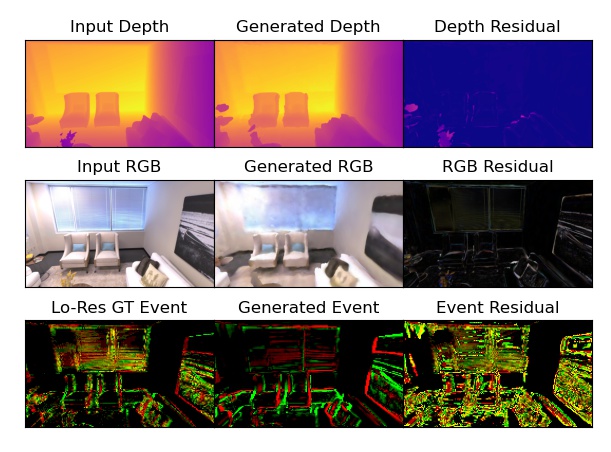 Input Depth Generated Depth Depth Residual
Input RGB Generated RGB RGB Residual
Lo-Res GT Event Generated Event Event Residual